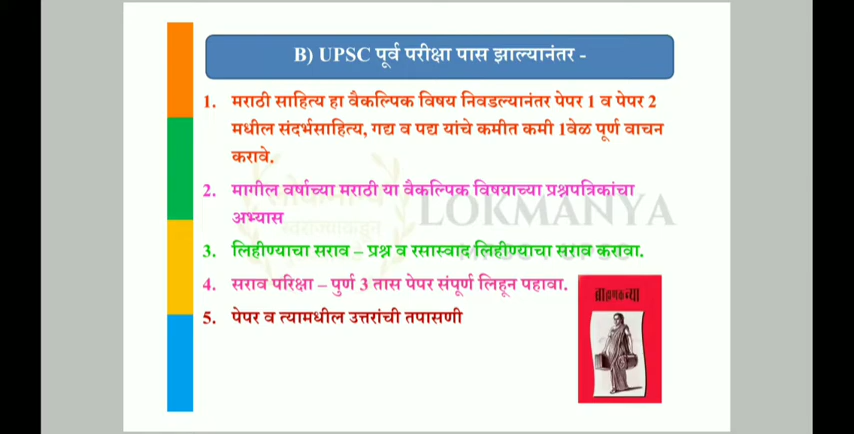 B) UPSC पूर्व परीक्षा पास झाल्यानंतर -
1. मराठी साहित्य हा वैकल्पिक विषय निवडल्यानंतर पेपर 1 व पेपर 2
मधील संदर्भसाहित्य, गद्य व पद्य यांचे कमीत कमी 1वेळ पूर्ण वाचन
करावे.
2. मागील वर्षाच्या मराठी या वैकल्पिक विषयाच्या प्रश्नपत्रिकांचा
अभ्यास
LOKMANYA
3. लिहीण्याचा सराव – प्रश्न व रसास्वाद लिहीण्याचा सराव करावा.
4. सराव परिक्षा – पुर्ण 3 तास पेपर संपूर्ण लिहून पहावा.
5. पेपर व त्यामधील उत्तरांची तपासणी
ब्राह्मणकन्या